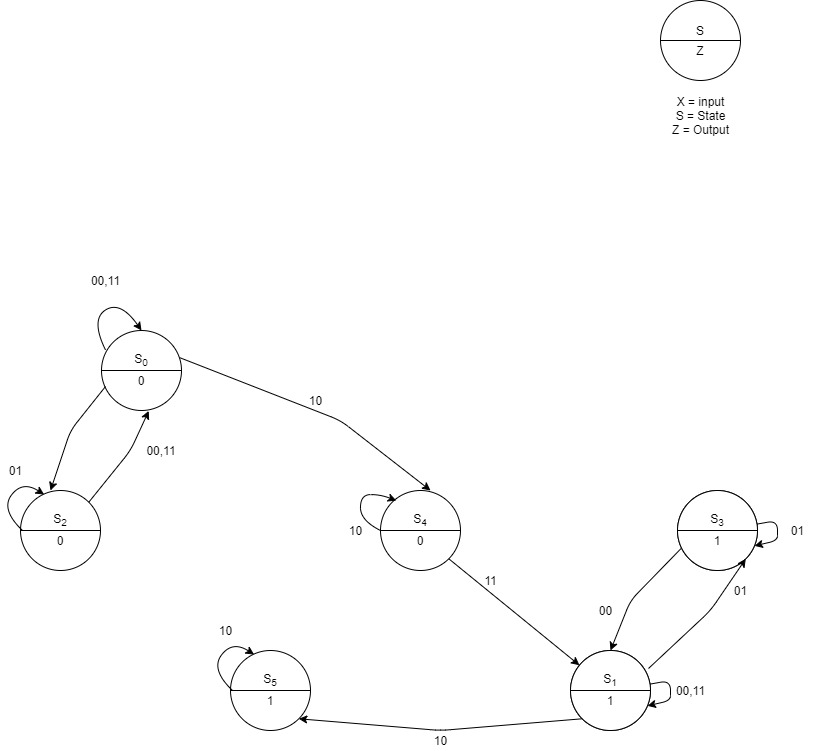 S
Z
X = input
S = State
Z = Output
00,11
S0
0
10
00,11
01
S2
0
S4
0
10
S3
1
01
11
00
01
10
S5
1
S1
1
00,11
10